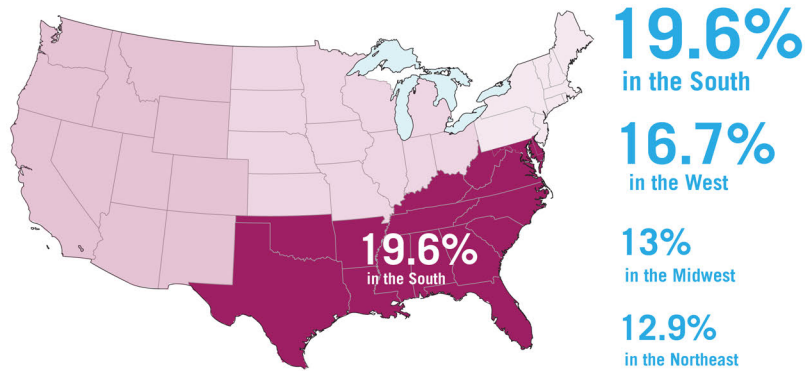 19.6%
in the South
19.6%
in the South
16.7%
in the West
13%
in the Midwest
12.9%
in the Northeast